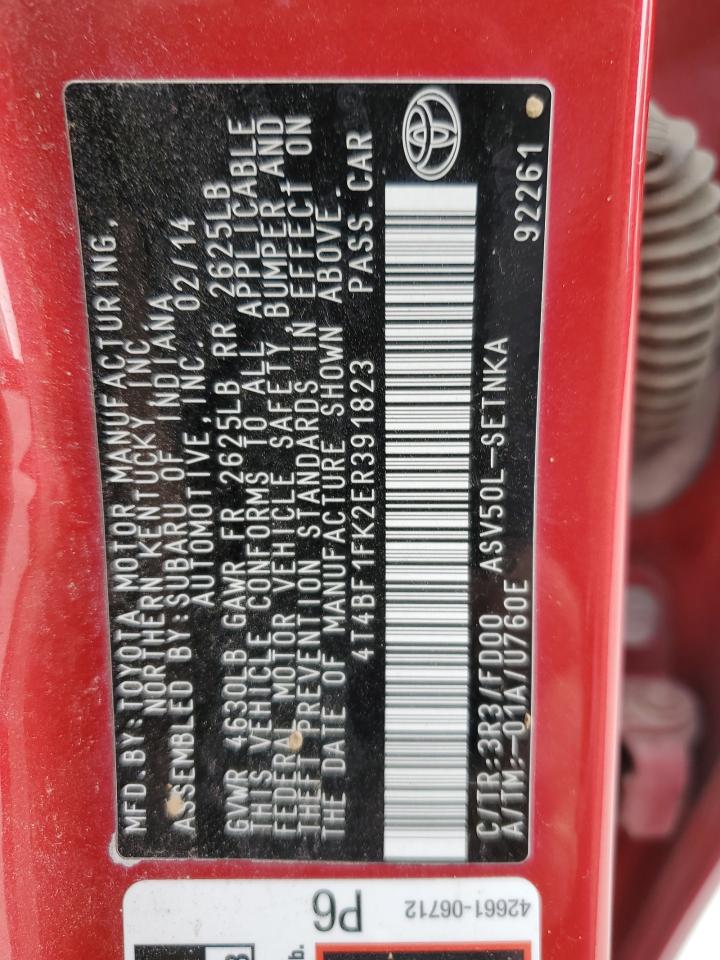 MFD.BY:TOYOTA MOTOR MANUFACTURING,
NORTHERN KENTUCKY INC
ASSEMBLED BY:SUBARU OF INDIANA
AUTOMOTIVE, INC. 02/14
GVWR 4630LB GAWR FR 2625LB RR 2625LB
THIS VEHICLE CONFORMS TO ALL APPLICABLE
FEDERAL MOTOR VEHICLE SAFETY, BUMPER AND
THEFT PREVENTION STANDARDS IN EFFECT ON
THE DATE OF MANUFACTURE SHOWN ABOVE.
4T4BF1FK2ER391823 PASS.CAR
C/TR:3R3/FD00 ASV50L-SETNKA
A/TM:-01A/U760E 92261
P6
42661-06712